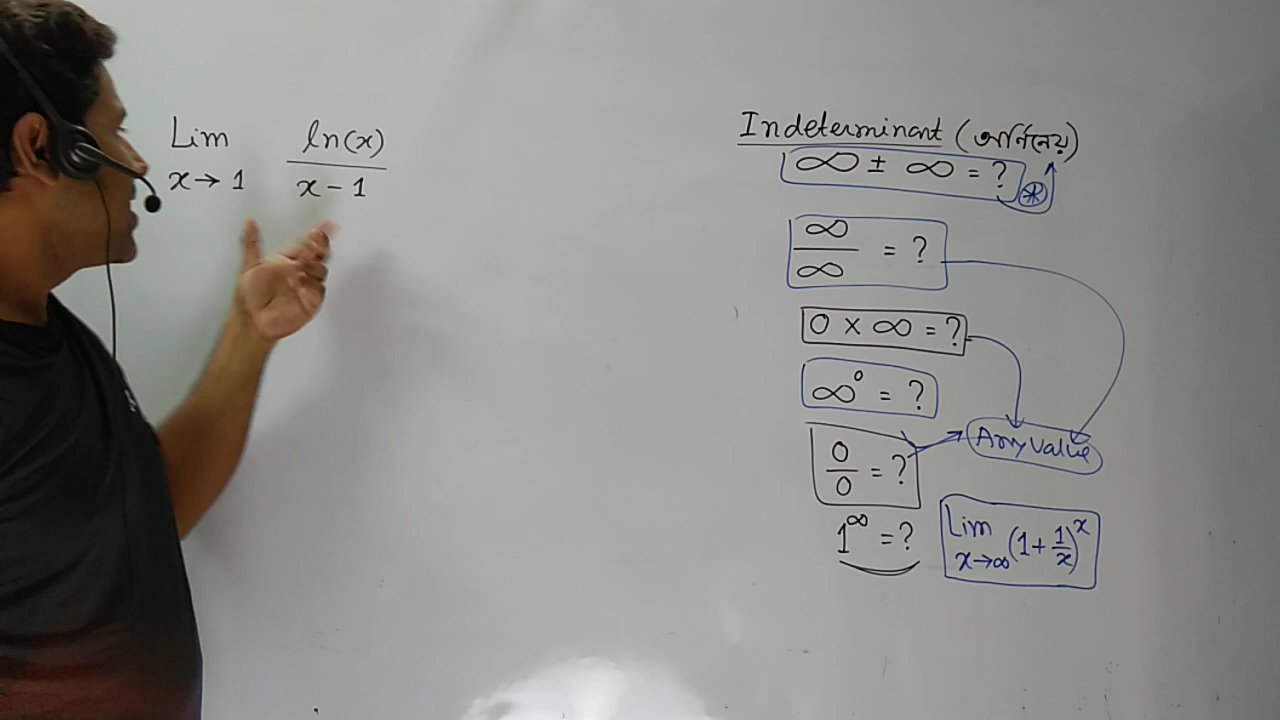 Lim ln(x)
x→1 x-1
Indeterminant (অনির্নেয়)
∞ ± ∞ = ?
∞/∞ = ?
0 × ∞ = ?
∞⁰ = ?
0/0 = ?
Any value
1^∞ = ?
Lim (1+1/x)^x
x→∞